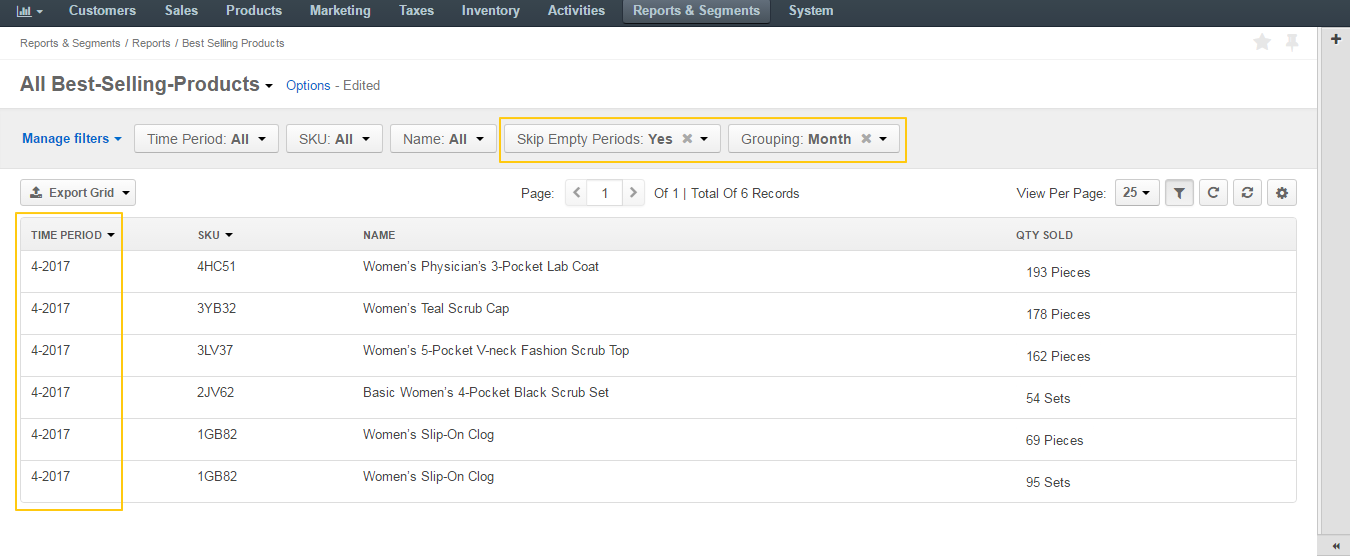 Customers Sales Products Marketing Taxes Inventory Activities Reports & Segments System
Reports & Segments / Reports / Best Selling Products
All Best-Selling-Products Options - Edited
Manage filters Time Period: All SKU: All Name: All Skip Empty Periods: Yes Grouping: Month
Export Grid Page: 1 Of 1 | Total Of 6 Records View Per Page: 25
TIME PERIOD SKU NAME QTY SOLD
4-2017 4HC51 Women’s Physician’s 3-Pocket Lab Coat 193 Pieces
4-2017 3YB32 Women’s Teal Scrub Cap 178 Pieces
4-2017 3LV37 Women’s 5-Pocket V-neck Fashion Scrub Top 162 Pieces
4-2017 2JV62 Basic Women’s 4-Pocket Black Scrub Set 54 Sets
4-2017 1GB82 Women’s Slip-On Clog 69 Pieces
4-2017 1GB82 Women’s Slip-On Clog 95 Sets